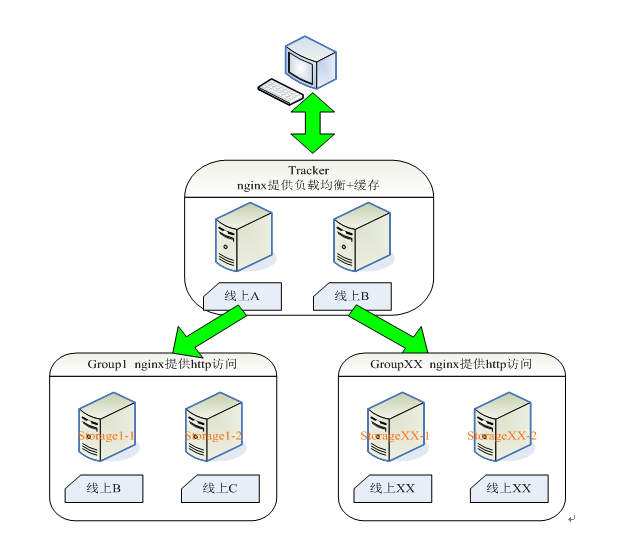 Tracker
nginx提供负载均衡+缓存
线上A
线上B
Group1 nginx提供http访问
GroupXX nginx提供http访问
Storage1-1
Storage1-2
StorageXX-1
StorageXX-2
线上B
线上C
线上XX
线上XX